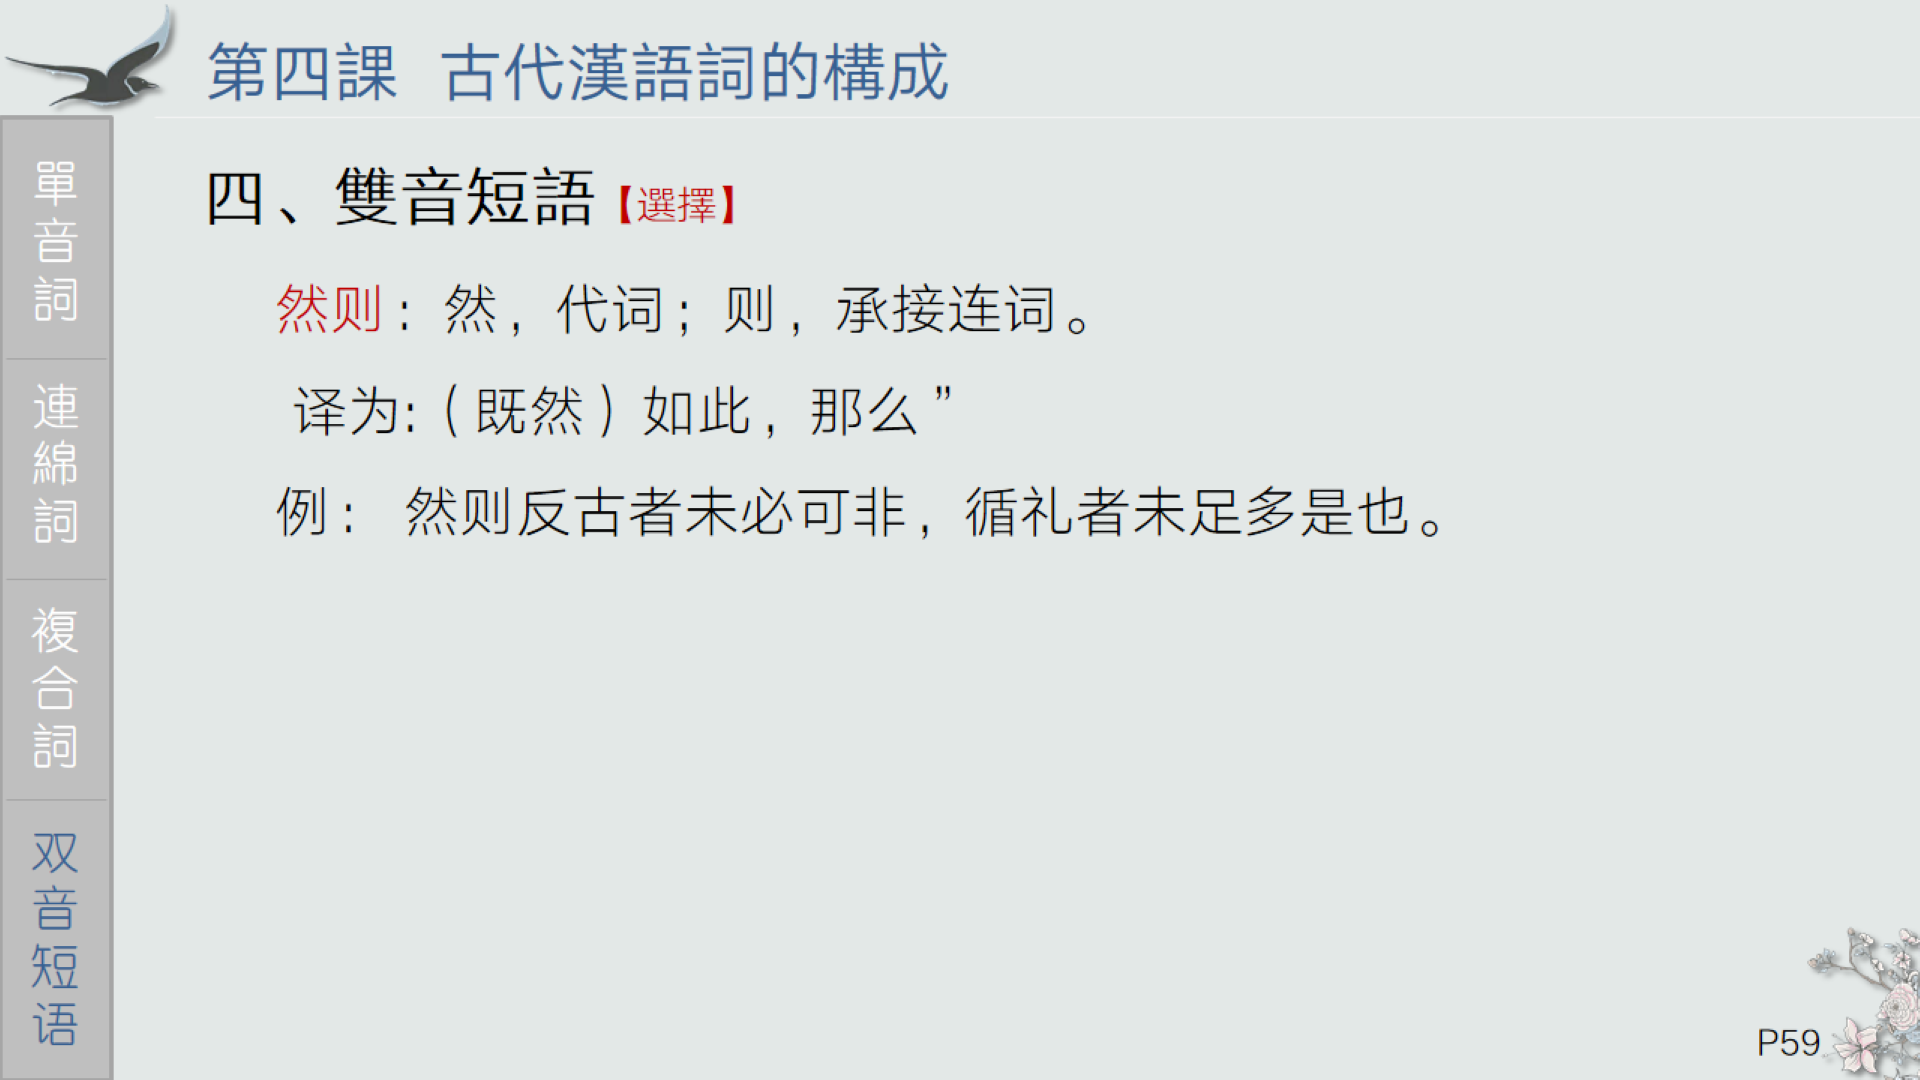 第四課 古代漢語詞的構成
單音詞
連綿詞
複合詞
双音短语
四、雙音短語【選擇】
然则：然，代词；则，承接连词。
译为:（既然）如此，那么”
例： 然则反古者未必可非，循礼者未足多是也。
P59